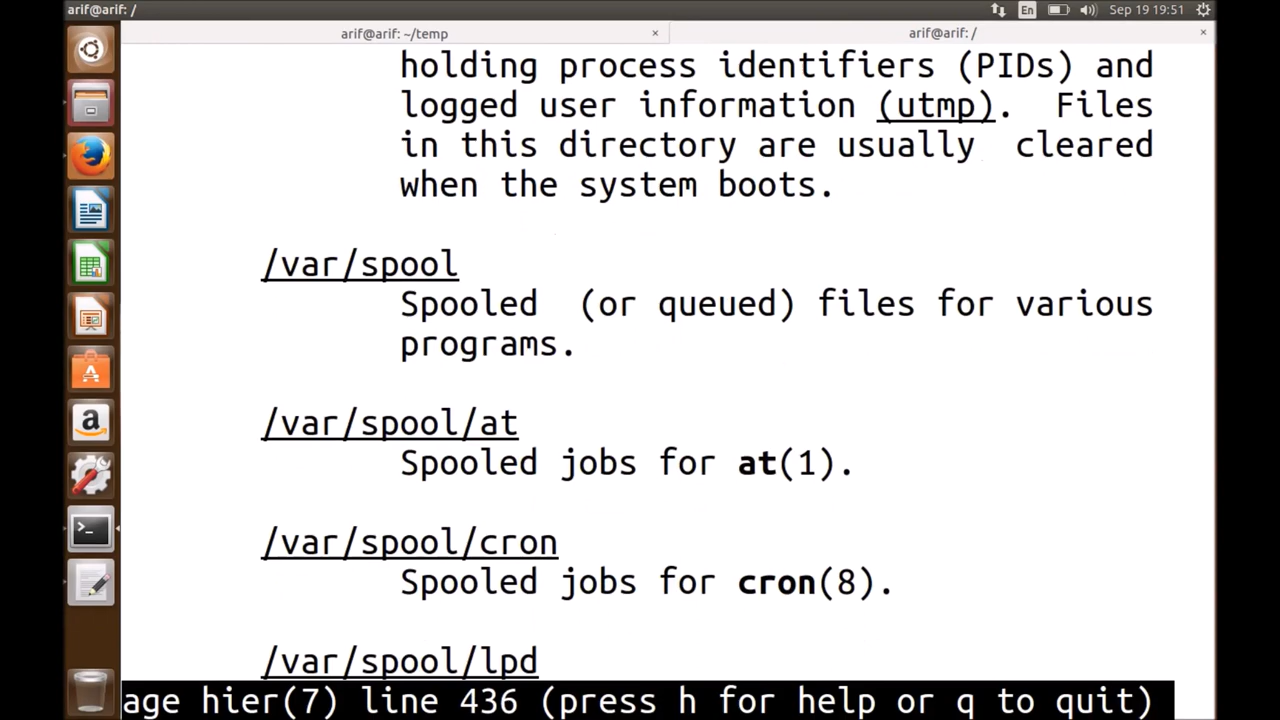 arif@arif: /
En
Sep 19 19:51
arif@arif: ~/temp
×
arif@arif: /
×
holding process identifiers (PIDs) and
logged user information (utmp).  Files
in this directory are usually  cleared
when the system boots.
/var/spool
Spooled  (or queued) files for various
programs.
/var/spool/at
Spooled jobs for at(1).
/var/spool/cron
Spooled jobs for cron(8).
/var/spool/lpd
age hier(7) line 436 (press h for help or q to quit)